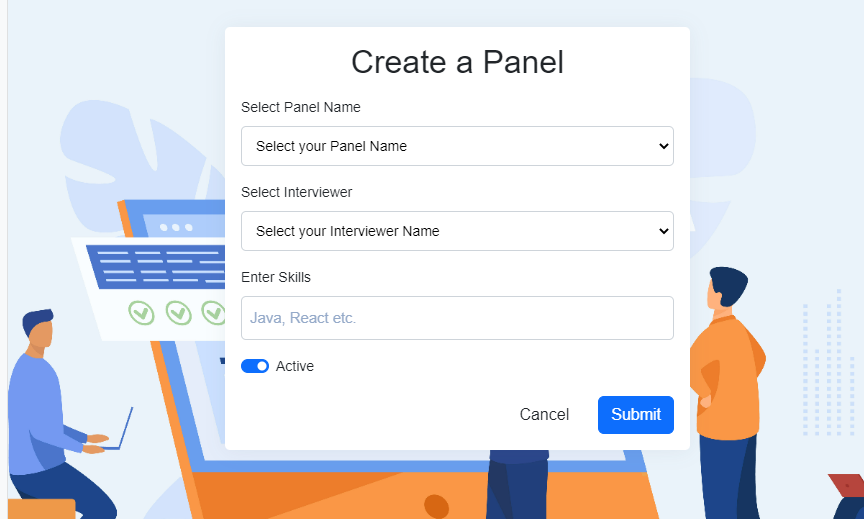 Create a Panel
Select Panel Name
Select your Panel Name
Select Interviewer
Select your Interviewer Name
Enter Skills
Java, React etc.
Active
Cancel
Submit